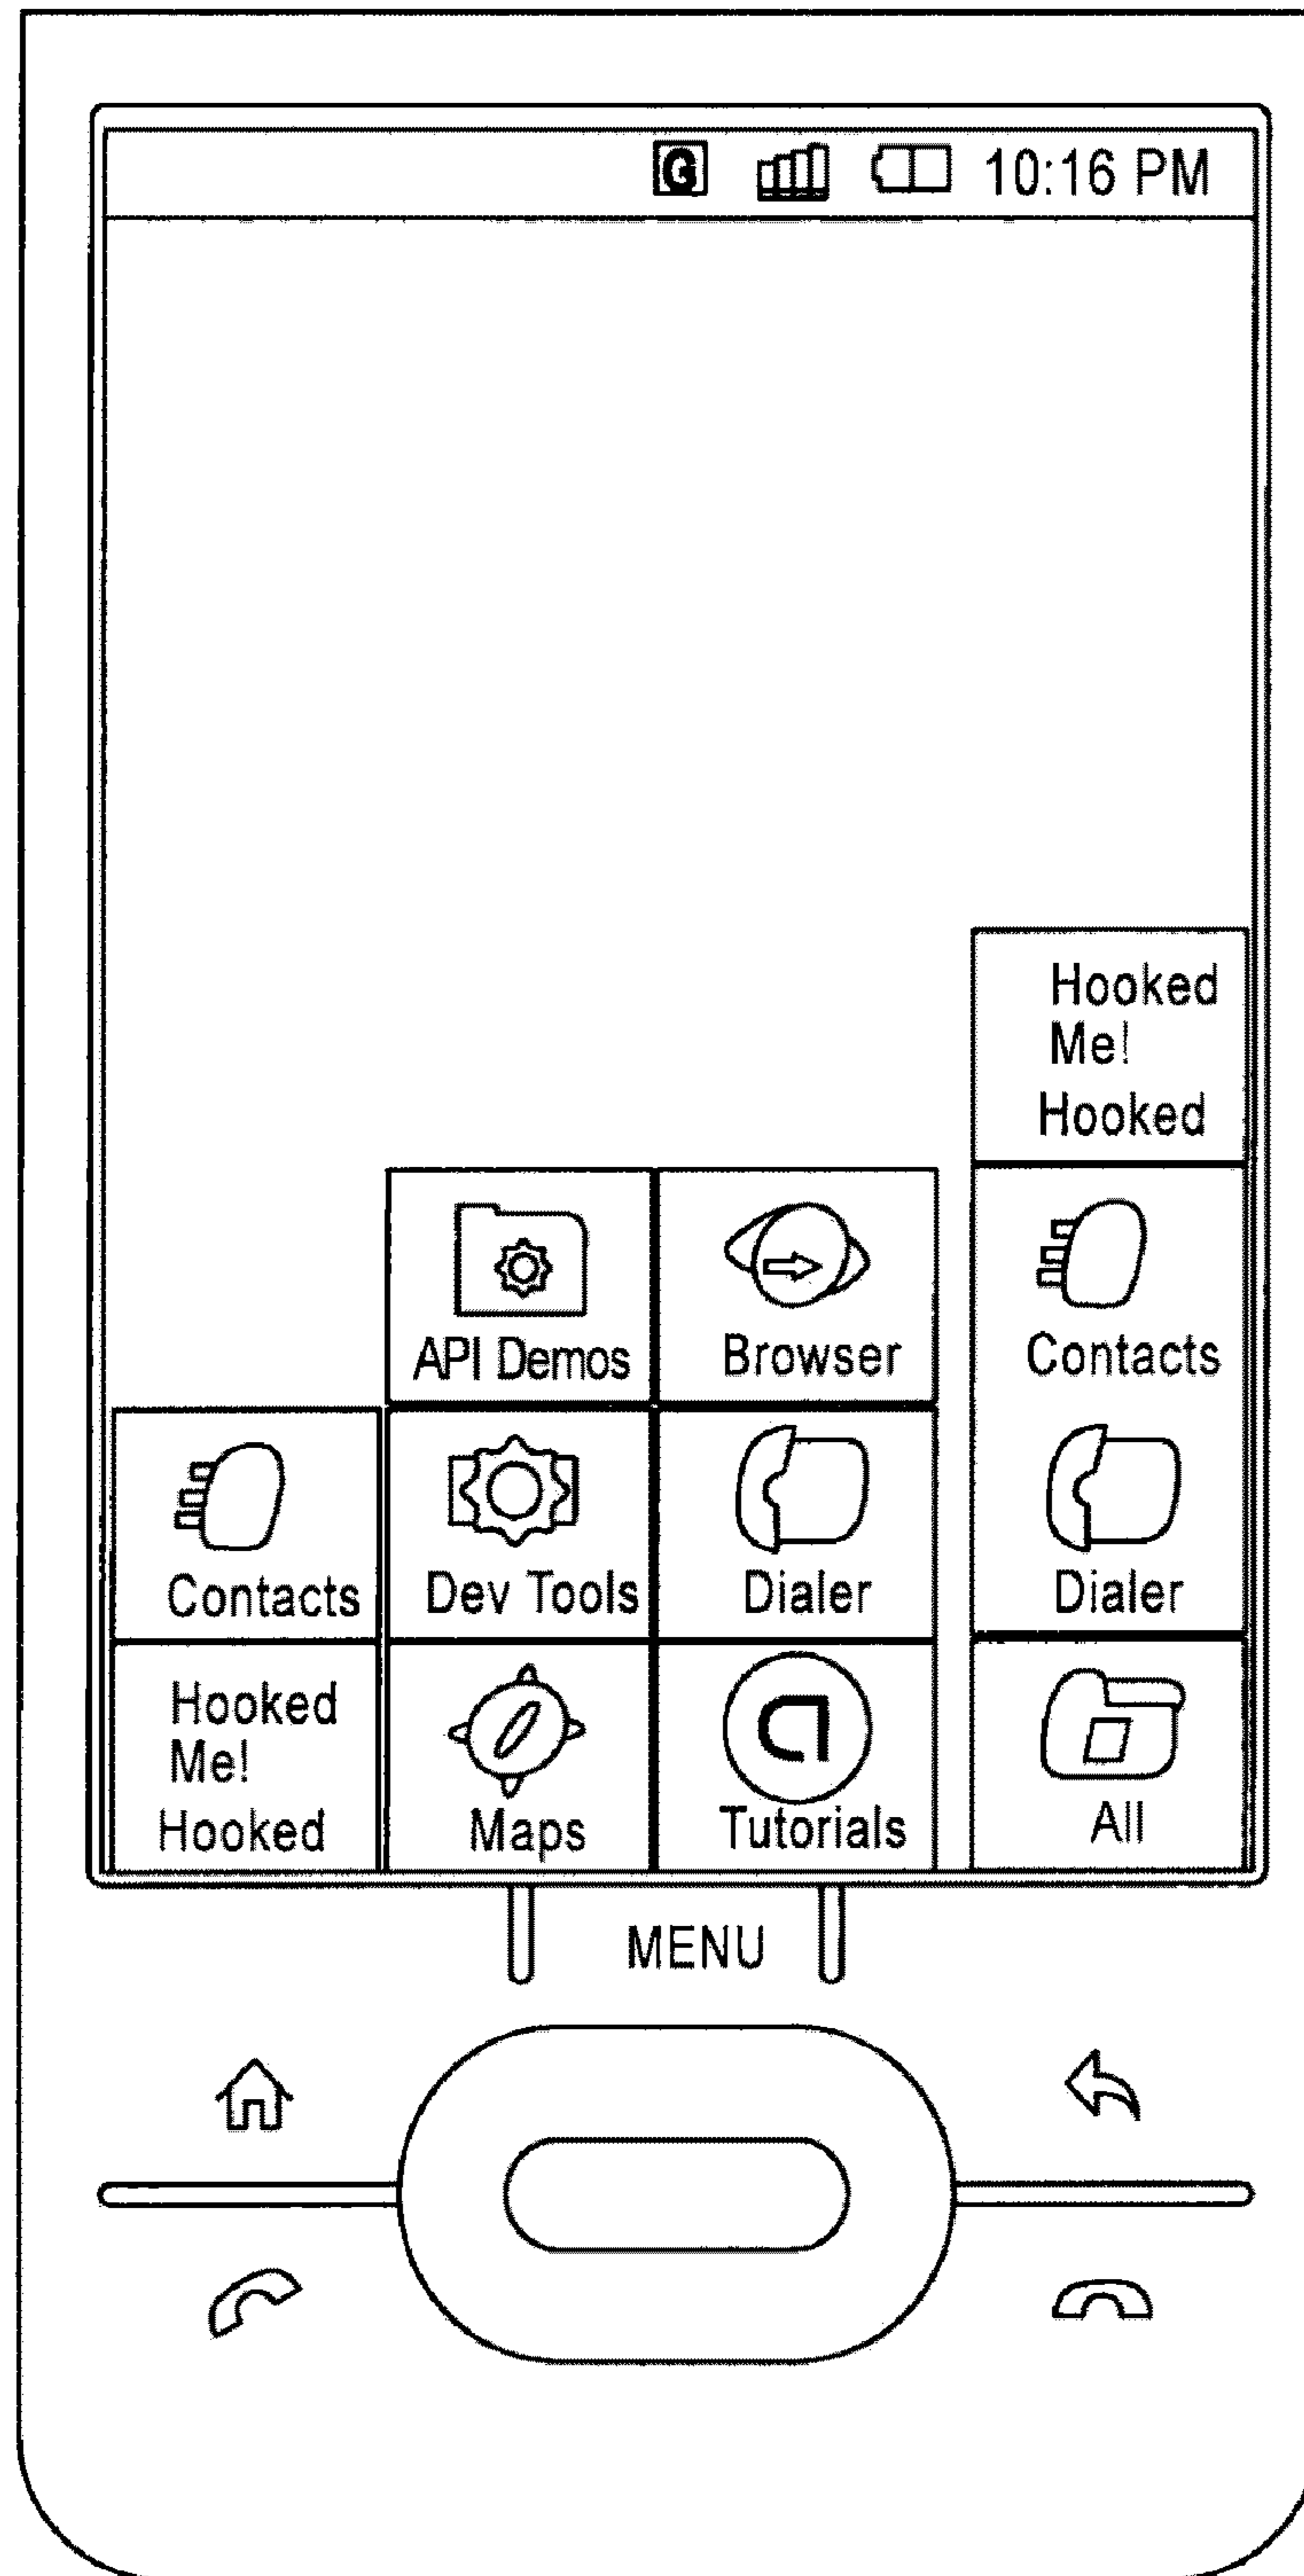 G 10:16 PM
Hooked
Me!
Hooked
API Demos Browser Contacts
Contacts Dev Tools Dialer Dialer
Hooked
Me!
Hooked Maps Tutorials All
MENU